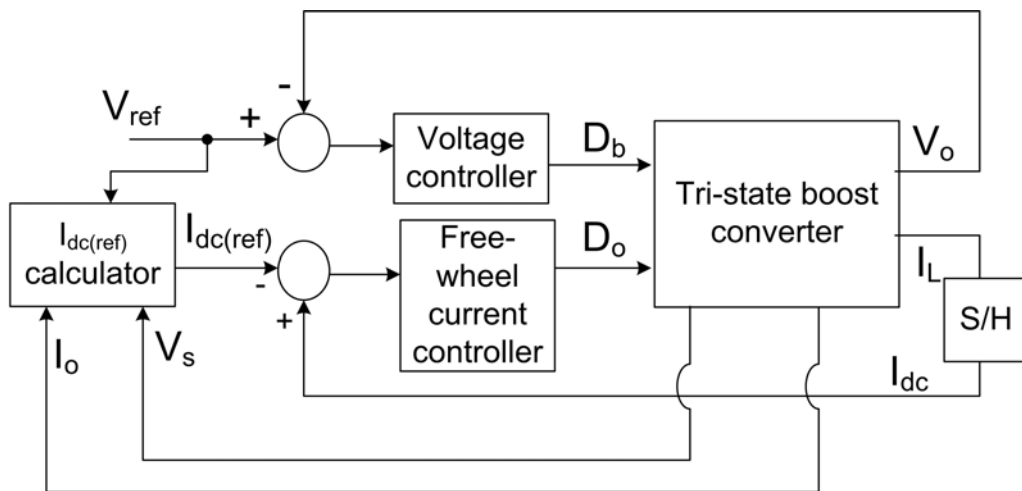 -
V_ref
+
Voltage
controller
D_b
Tri-state boost
converter
V_o
I_dc(ref)
calculator
I_dc(ref)
-
+
Free-
wheel
current
controller
D_o
I_L
S/H
I_dc
I_o
V_s